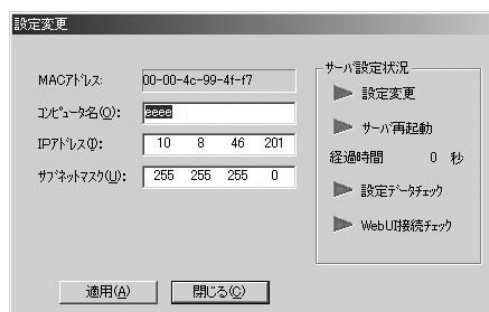 設定変更
MACアドレス: 00-00-4c-99-4f-f7
コンピュータ名(O): eeee
IPアドレス(I): 10 8 46 201
サブネットマスク(U): 255 255 255 0
適用(A) 閉じる(C)
サーバ設定状況
設定変更
サーバ再起動
経過時間 0 秒
設定データチェック
WebUI接続チェック